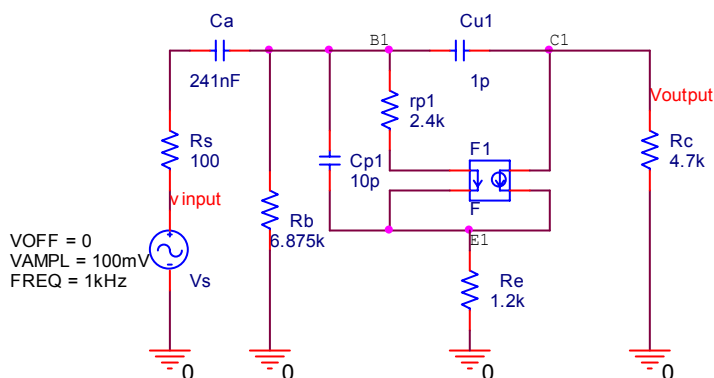 Ca
241nF
B1
Cu1
1p
C1
rp1
2.4k
Voutput
Rs
100
F1
Rc
4.7k
Cp1
10p
vinput
F
Rb
6.875k
E1
VOFF = 0
VAMPL = 100mV
FREQ = 1kHz
Vs
Re
1.2k
0
0
0
0